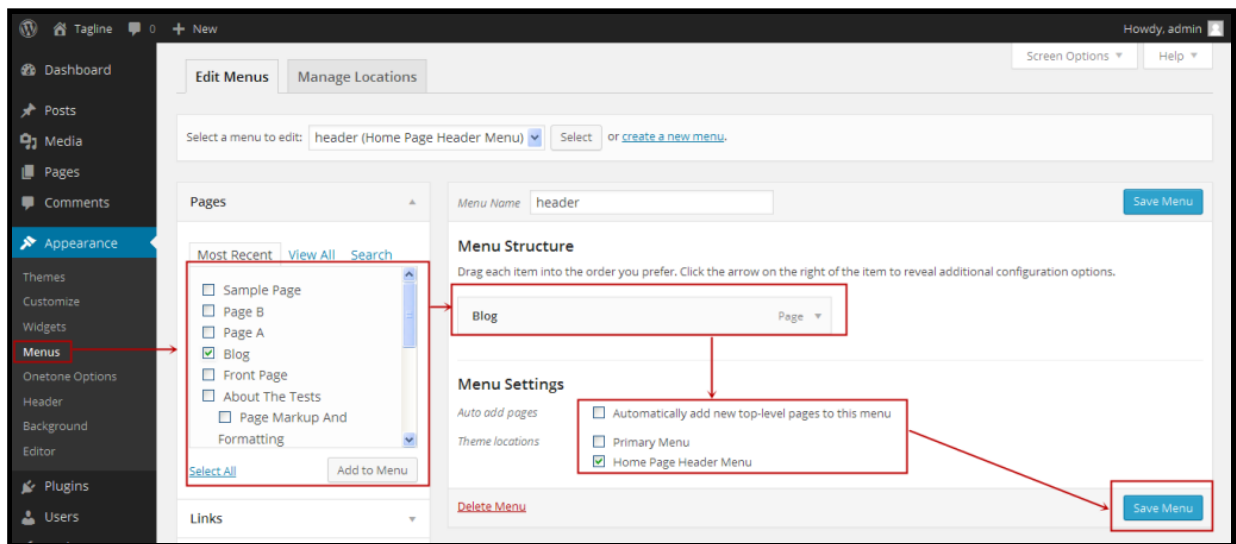 Tagline 0 + New Howdy, admin
Screen Options Help
Dashboard
Posts
Media
Pages
Comments
Appearance
Themes
Customize
Widgets
Menus
Onetone Options
Header
Background
Editor
Plugins
Users
Edit Menus Manage Locations
Select a menu to edit: header (Home Page Header Menu) Select or create a new menu.
Pages
Most Recent View All Search
Sample Page
Page B
Page A
Blog
Front Page
About The Tests
Page Markup And
Formatting
Select All Add to Menu
Links
Menu Name header Save Menu
Menu Structure
Drag each item into the order you prefer. Click the arrow on the right of the item to reveal additional configuration options.
Blog Page
Menu Settings
Auto add pages Automatically add new top-level pages to this menu
Theme locations Primary Menu
Home Page Header Menu
Delete Menu Save Menu